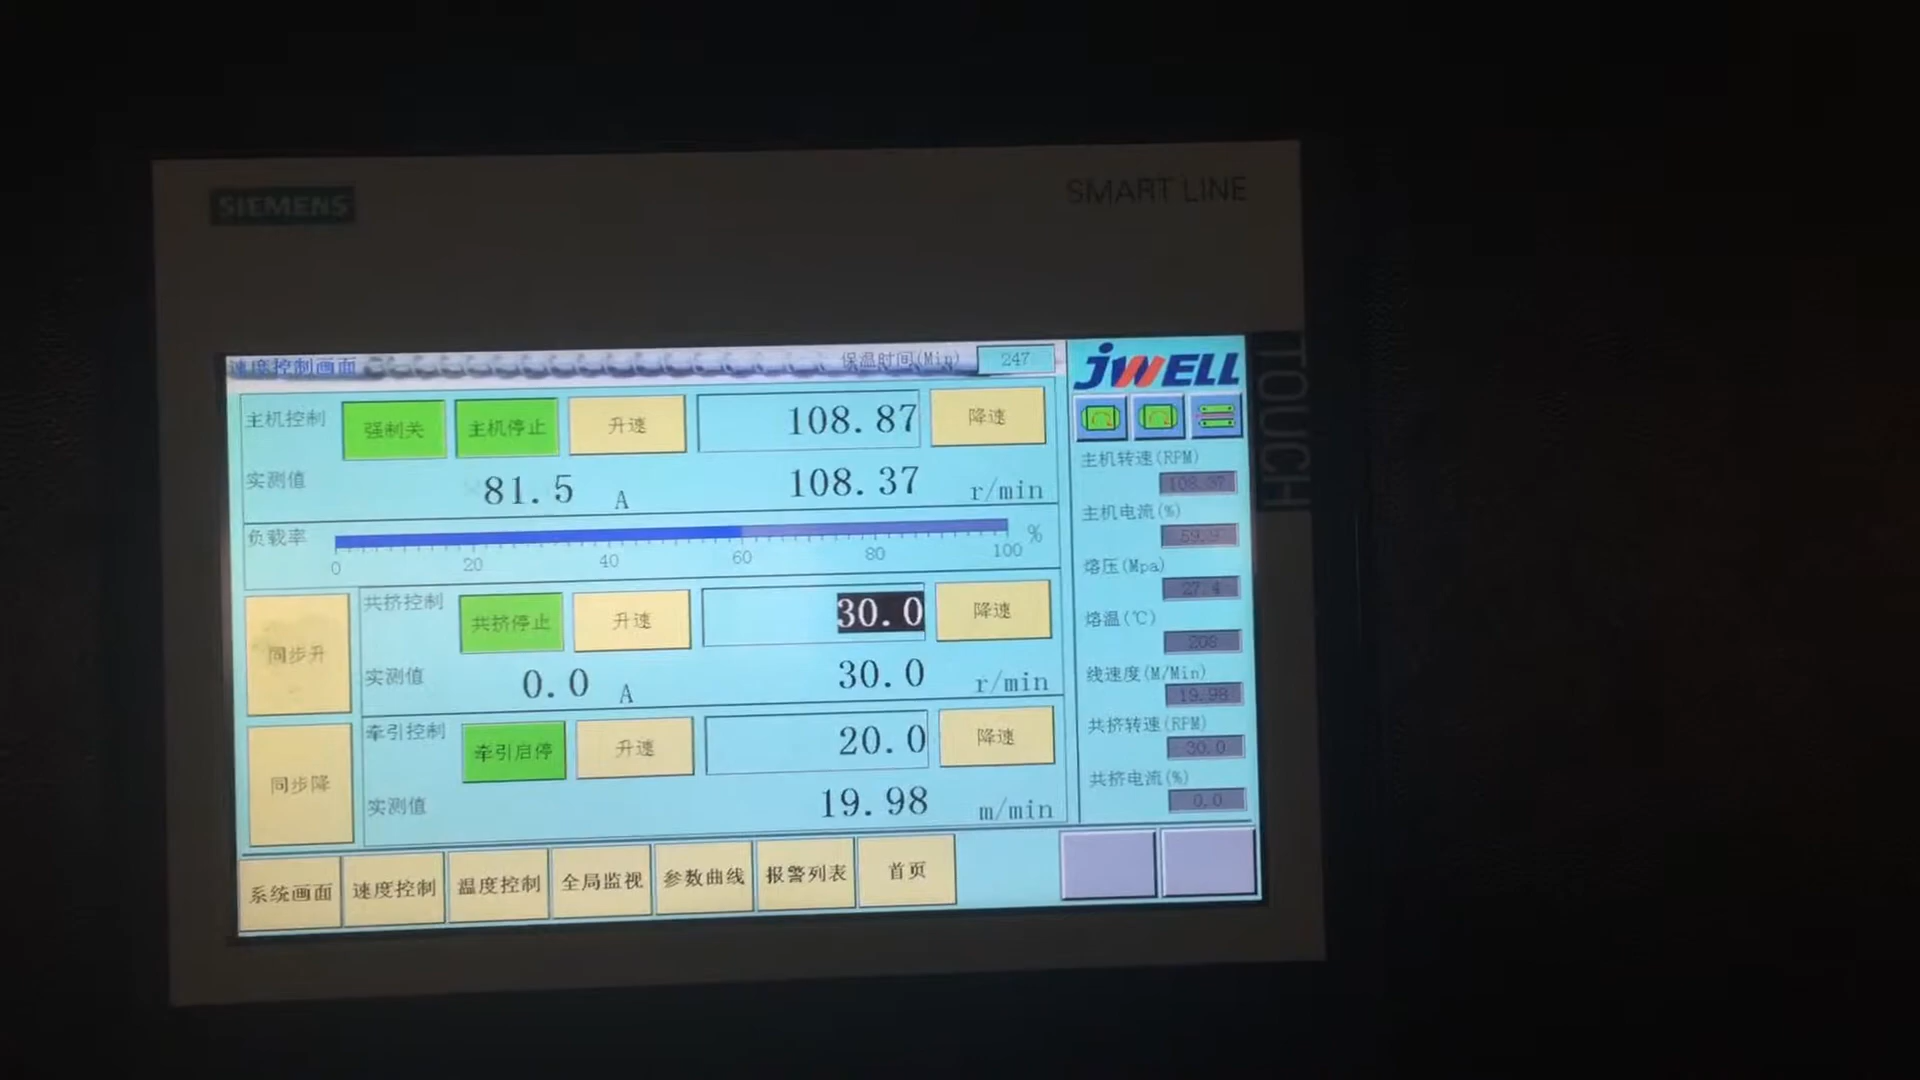 SIEMENS
SMART LINE
TOUCH
速度控制画面 保温时间(Min) 247
JWELL
主机控制 强制关 主机停止 升速 108.87 降速
实测值 81.5 A 108.37 r/min
负载率 0 20 40 60 80 100 %
同步升
共挤控制 共挤停止 升速 30.0 降速
实测值 0.0 A 30.0 r/min
同步降
牵引控制 牵引启停 升速 20.0 降速
实测值 19.98 m/min
主机转速(RPM)
108.37
主机电流(%)
59.9
熔压(Mpa)
27.4
熔温(℃)
208
线速度(M/Min)
19.98
共挤转速(RPM)
30.0
共挤电流(%)
0.0
系统画面 速度控制 温度控制 全局监视 参数曲线 报警列表 首页